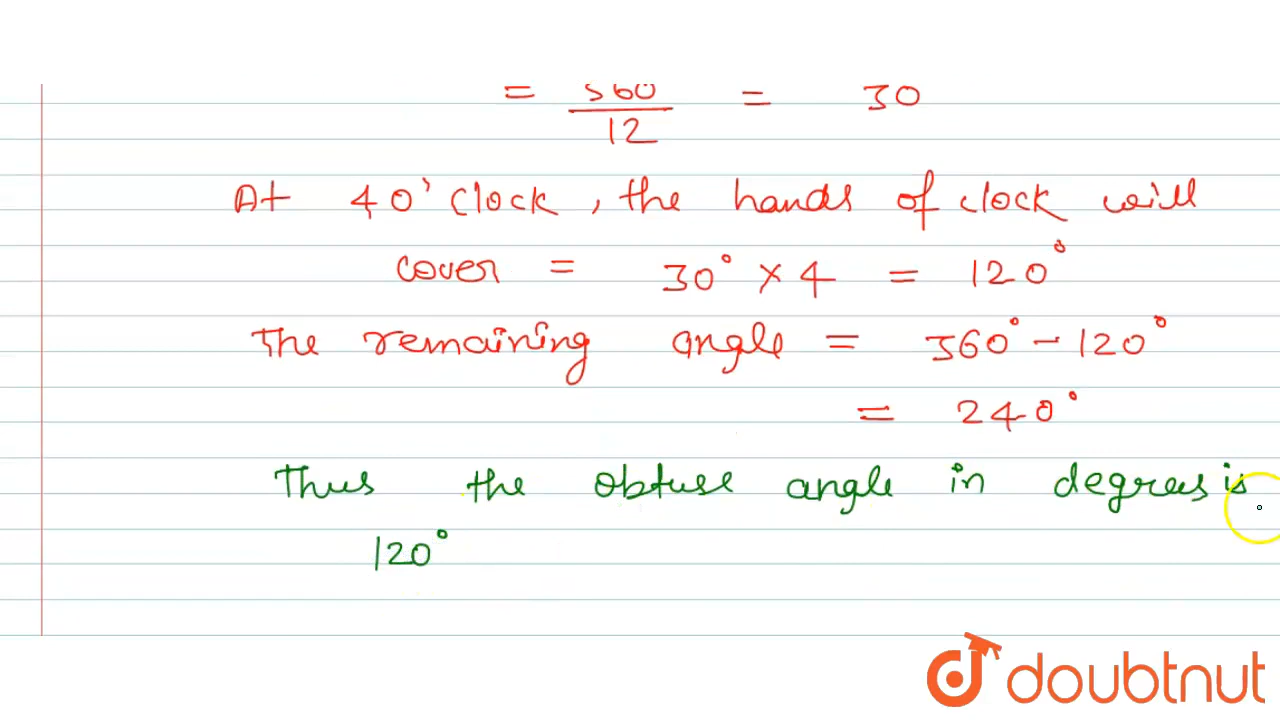 = 360/12 = 30
At 4 O'Clock, the hands of clock will
cover = 30° × 4 = 120°
The remaining angle = 360° - 120°
= 240°
Thus the obtuse angle in degrees is
120°
doubtnut